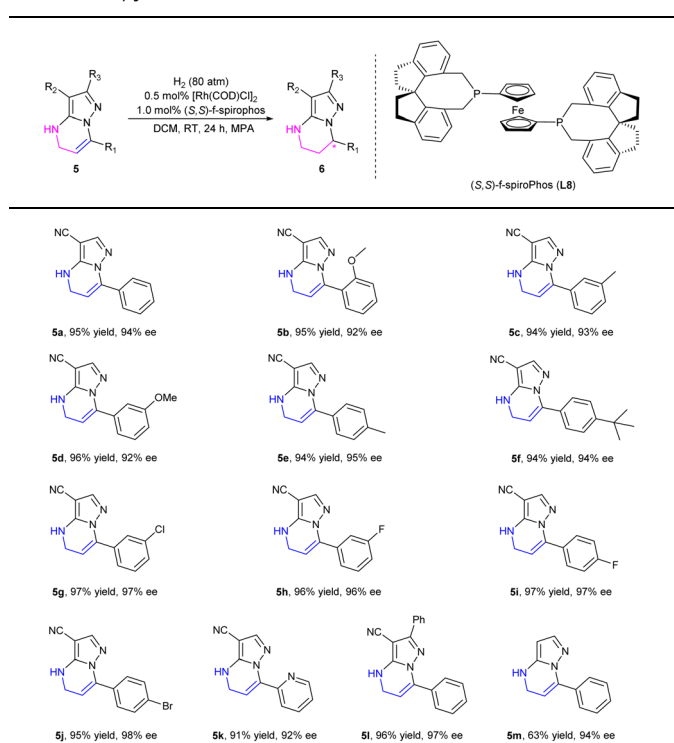 R₂
R₃
N
N
HN
R₁
5
H₂ (80 atm)
0.5 mol% [Rh(COD)Cl]₂
1.0 mol% (S,S)-f-spirophos
DCM, RT, 24 h, MPA
R₂
R₃
N
N
HN
*
R₁
6
P
Fe
P
(S,S)-f-spiroPhos (L8)
NC
N
N
HN
5a, 95% yield, 94% ee
NC
N
N
HN
O
5b, 95% yield, 92% ee
NC
N
N
HN
5c, 94% yield, 93% ee
NC
N
N
HN
OMe
5d, 96% yield, 92% ee
NC
N
N
HN
5e, 94% yield, 95% ee
NC
N
N
HN
5f, 94% yield, 94% ee
NC
N
N
HN
Cl
5g, 97% yield, 97% ee
NC
N
N
HN
F
5h, 96% yield, 96% ee
NC
N
N
HN
F
5i, 97% yield, 97% ee
NC
N
N
HN
Br
5j, 95% yield, 98% ee
NC
N
N
HN
N
5k, 91% yield, 92% ee
Ph
NC
N
N
HN
5l, 96% yield, 97% ee
N
N
HN
5m, 63% yield, 94% ee